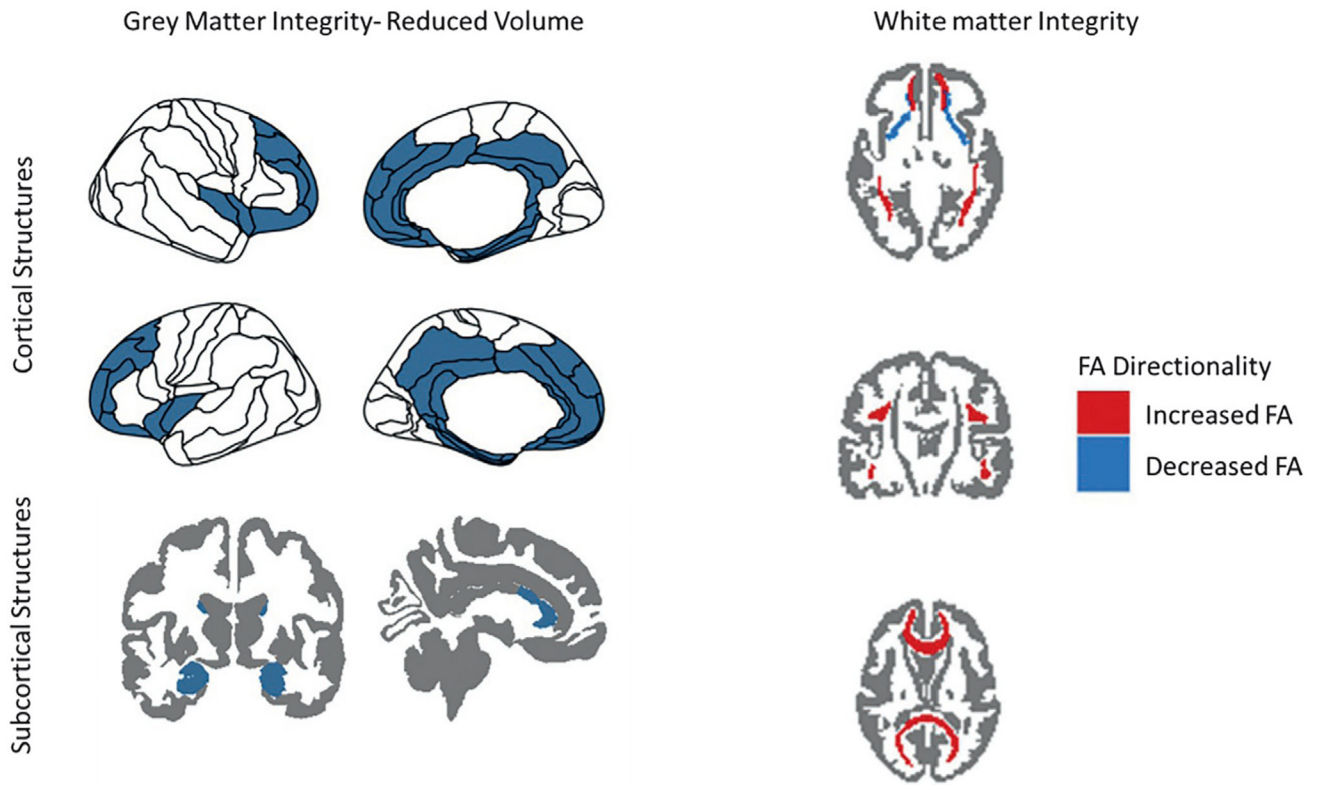 Grey Matter Integrity- Reduced Volume
White matter Integrity
Cortical Structures
Subcortical Structures
FA Directionality
Increased FA
Decreased FA